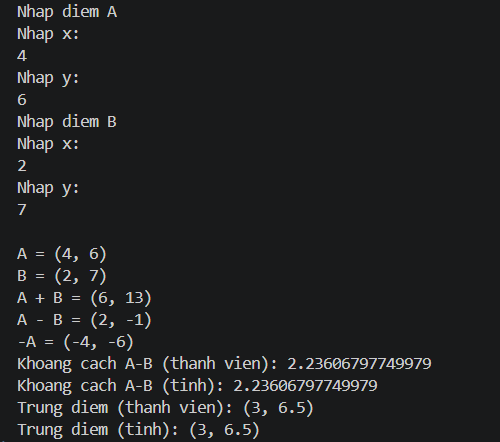 Nhap diem A
Nhap x:
4
Nhap y:
6
Nhap diem B
Nhap x:
2
Nhap y:
7
A = (4, 6)
B = (2, 7)
A + B = (6, 13)
A - B = (2, -1)
-A = (-4, -6)
Khoang cach A-B (thanh vien): 2.23606797749979
Khoang cach A-B (tinh): 2.23606797749979
Trung diem (thanh vien): (3, 6.5)
Trung diem (tinh): (3, 6.5)